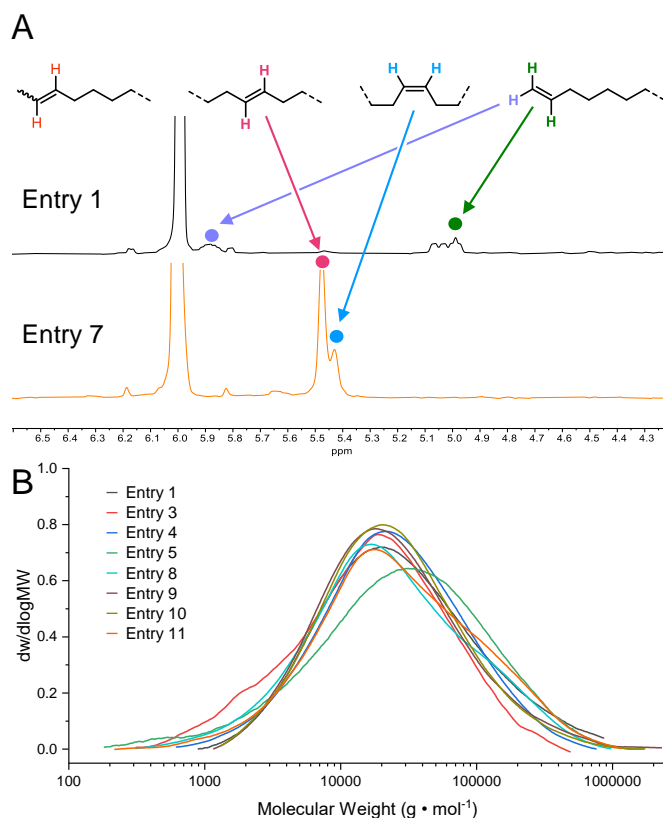 A
H
H
H
H
H
H
H
H
Entry 1
Entry 7
6.5 6.4 6.3 6.2 6.1 6.0 5.9 5.8 5.7 5.6 5.5 5.4 5.3 5.2 5.1 5.0 4.9 4.8 4.7 4.6 4.5 4.4 4.3
ppm
B
1.0
0.8
0.6
0.4
0.2
0.0
dw/dlogMW
Entry 1
Entry 3
Entry 4
Entry 5
Entry 8
Entry 9
Entry 10
Entry 11
100 1000 10000 100000 1000000
Molecular Weight (g • mol⁻¹)